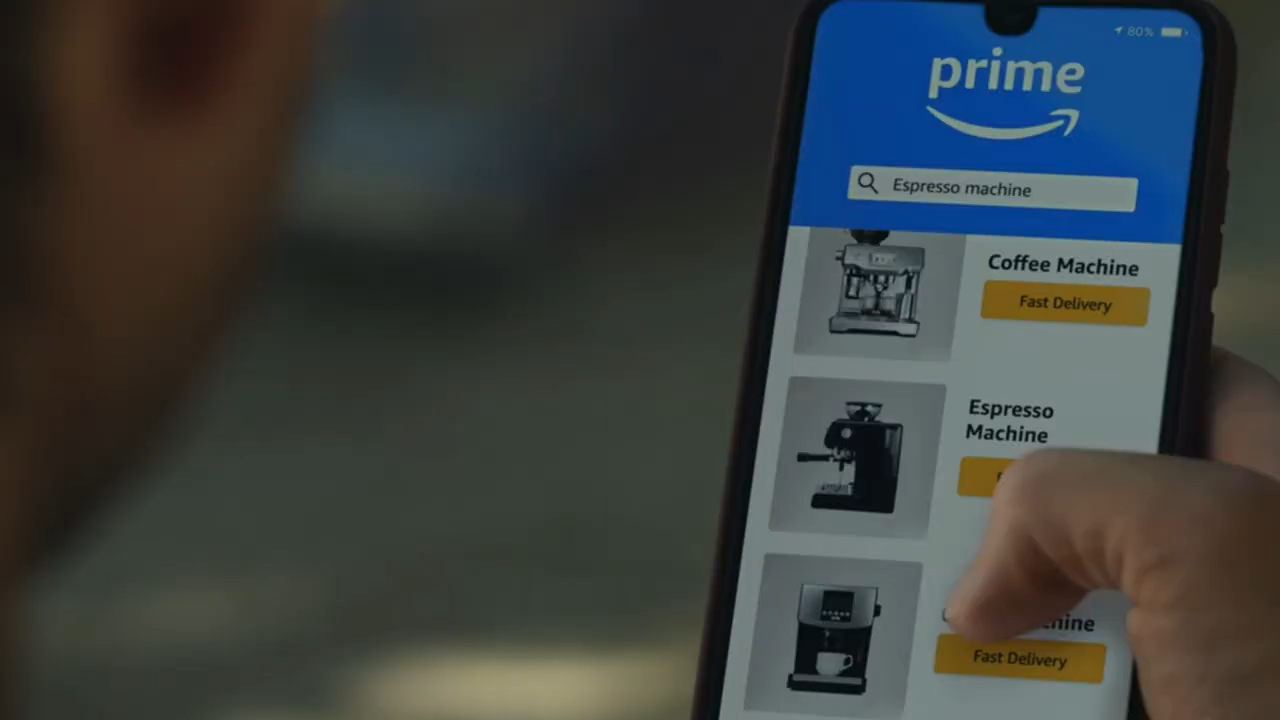 80%
prime
Espresso machine
Coffee Machine
Fast Delivery
Espresso
Machine
Fast Delivery